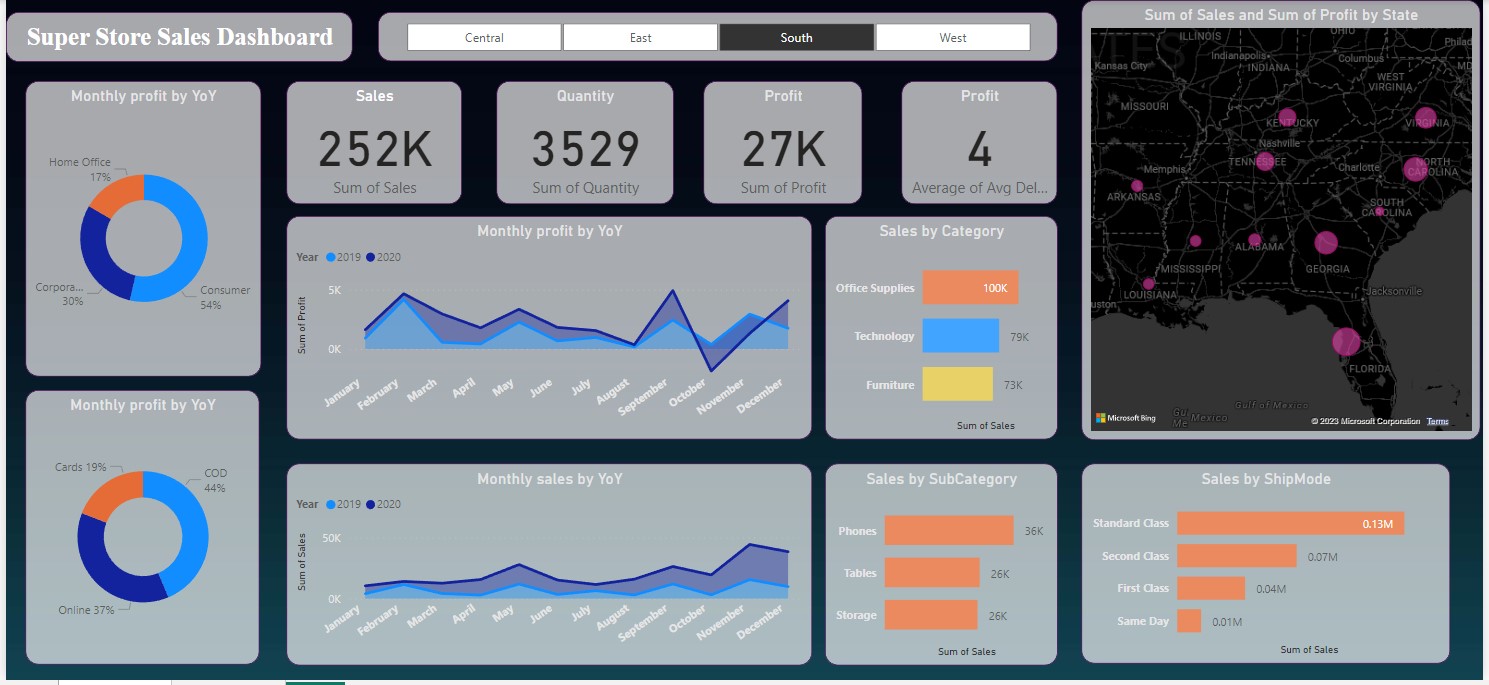 Super Store Sales Dashboard
Central
East
South
West
Monthly profit by YoY
Home Office
17%
Corpora...
30%
Consumer
54%
Sales
252K
Sum of Sales
Quantity
3529
Sum of Quantity
Profit
27K
Sum of Profit
Profit
4
Average of Avg Del...
Sum of Sales and Sum of Profit by State
ILLINOIS
OHIO
Philad
Indianapolis
Columbus
Kansas City
INDIANA
MD
WEST
VIRGINIA
MISSOURI
KENTUCKY
VIRGINIA
Nashville
TENNESSEE
NORTH
CAROLINA
Memphis
Charlotte
ARKANSAS
SOUTH
CAROLINA
ALABAMA
MISSISSIPPI
GEORGIA
LOUISIANA
Jacksonville
uston
FLORIDA
Gulf of Mexico
Gul
Me
Mexico
Microsoft Bing
© 2023 Microsoft Corporation Terms
Monthly profit by YoY
Year 2019 2020
Sum of Profit
5K
0K
January
February
March
April
May
June
July
August
September
October
November
December
Sales by Category
Office Supplies 100K
Technology 79K
Furniture 73K
Sum of Sales
Monthly profit by YoY
Cards 19%
COD
44%
Online 37%
Monthly sales by YoY
Year 2019 2020
Sum of Sales
50K
0K
January
February
March
April
May
June
July
August
September
October
November
December
Sales by SubCategory
Phones 36K
Tables 26K
Storage 26K
Sum of Sales
Sales by ShipMode
Standard Class 0.13M
Second Class 0.07M
First Class 0.04M
Same Day 0.01M
Sum of Sales